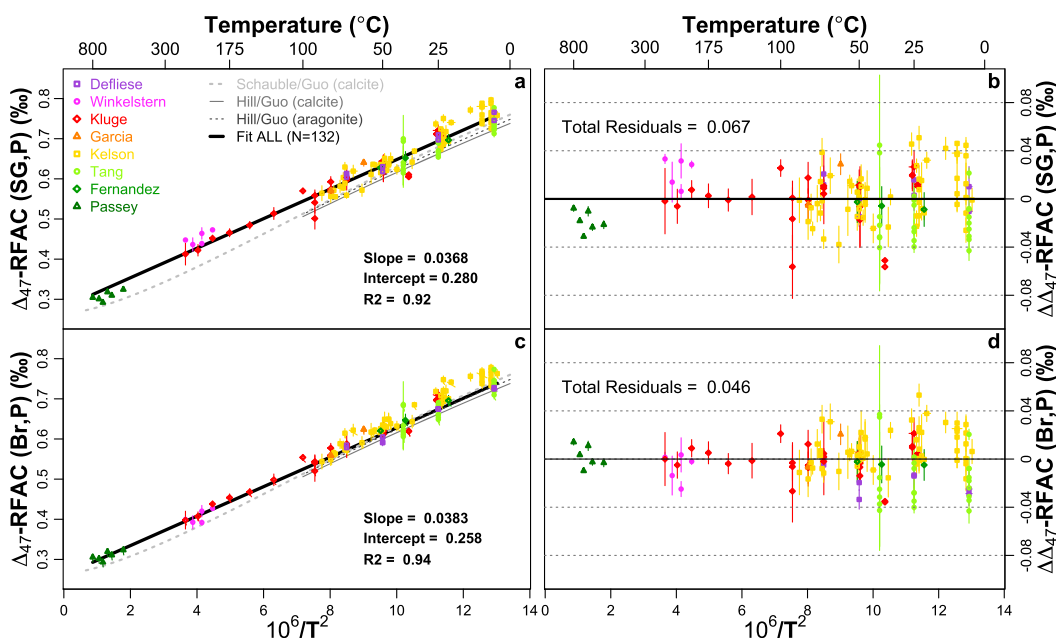 Temperature (°C)
800 300 175 100 50 25 0
Temperature (°C)
800 300 175 100 50 25 0
a
Defliese
Winkelstern
Kluge
Garcia
Kelson
Tang
Fernandez
Passey
Schauble/Guo (calcite)
Hill/Guo (calcite)
Hill/Guo (aragonite)
Fit ALL (N=132)
Slope = 0.0368
Intercept = 0.280
R2 = 0.92
Δ47-RFAC (SG,P) (‰)
0.3 0.4 0.5 0.6 0.7 0.8
b
Total Residuals = 0.067
-0.08 -0.04 0 0.04 0.08
ΔΔ47-RFAC (SG,P) (‰)
c
Slope = 0.0383
Intercept = 0.258
R2 = 0.94
Δ47-RFAC (Br,P) (‰)
0.3 0.4 0.5 0.6 0.7 0.8
0 2 4 6 8 10 12 14
10^6/T^2
d
Total Residuals = 0.046
-0.08 -0.04 0 0.04 0.08
ΔΔ47-RFAC (Br,P) (‰)
4 6 8 10 12 14
10^6/T^2